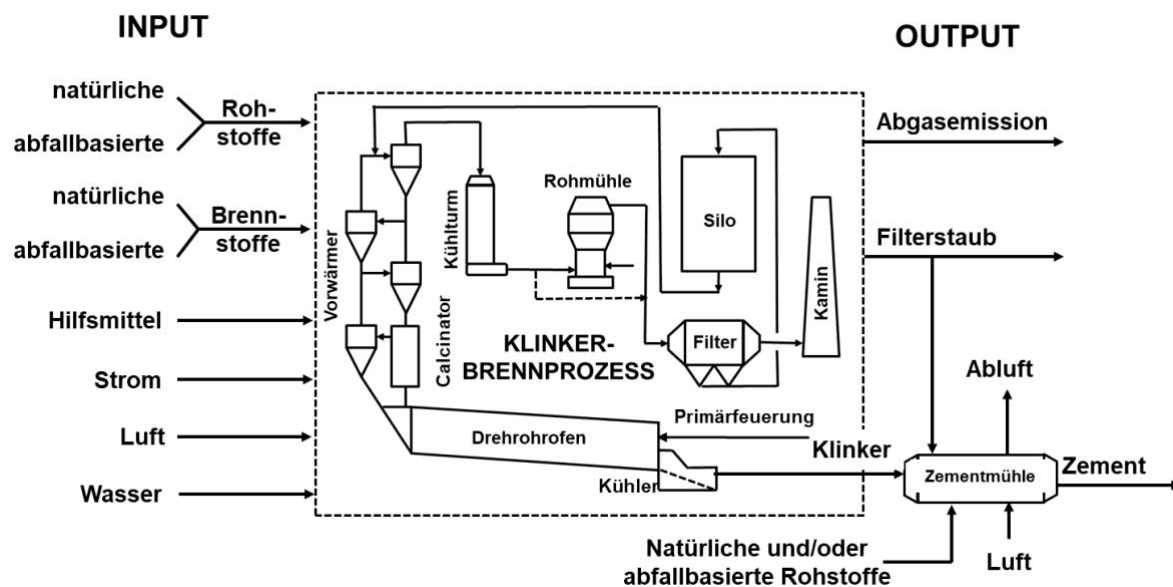 INPUT
OUTPUT
natürliche
abfallbasierte
Roh-
stoffe
natürliche
abfallbasierte
Brenn-
stoffe
Hilfsmittel
Strom
Luft
Wasser
Vorwärmer
Calcinator
Kühlturm
Rohmühle
Silo
Kamin
Filter
KLINKER-
BRENNPROZESS
Drehrohrofen
Primärfeuerung
Kühler
Abgasemission
Filterstaub
Abluft
Klinker
Zementmühle
Zement
Natürliche und/oder
abfallbasierte Rohstoffe
Luft